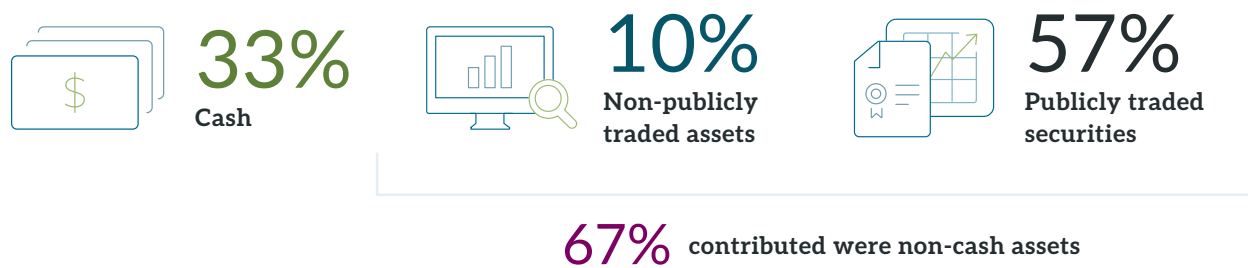 33%
Cash
$
10%
Non-publicly
traded assets
57%
Publicly traded
securities
67% contributed were non-cash assets